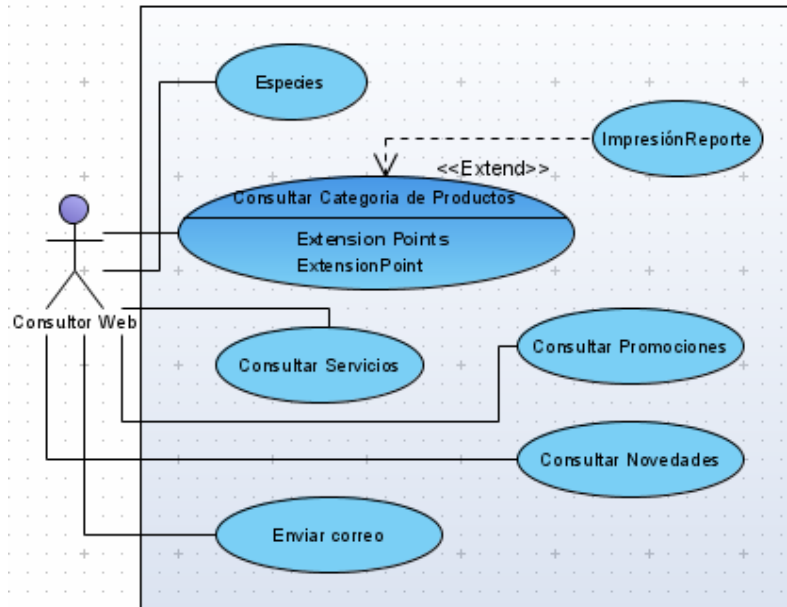 Especies
ImpresiónReporte
<<Extend>>
Consultar Categoria de Productos
Extension Points
ExtensionPoint
Consultor Web
Consultar Servicios
Consultar Promociones
Consultar Novedades
Enviar correo